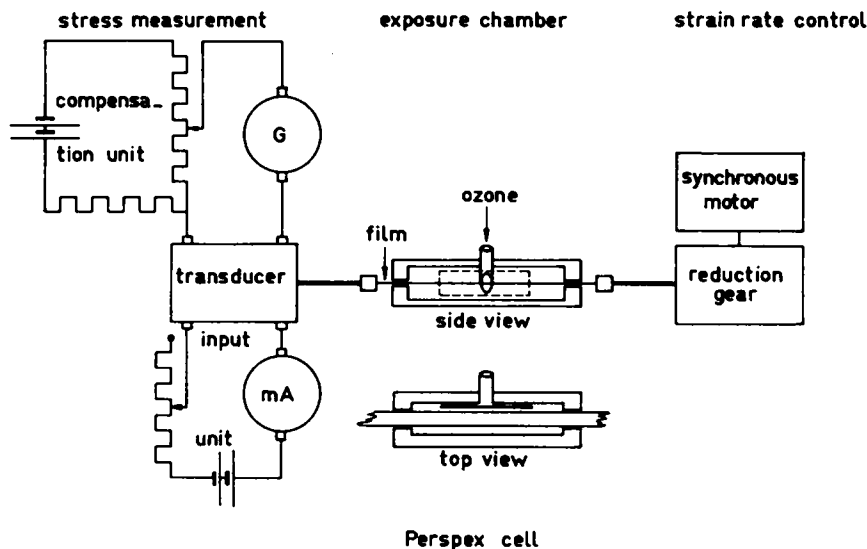 stress measurement
exposure chamber
strain rate control
compensa_
tion unit
G
synchronous
motor
ozone
film
transducer
reduction
gear
side view
input
mA
unit
top view
Perspex cell